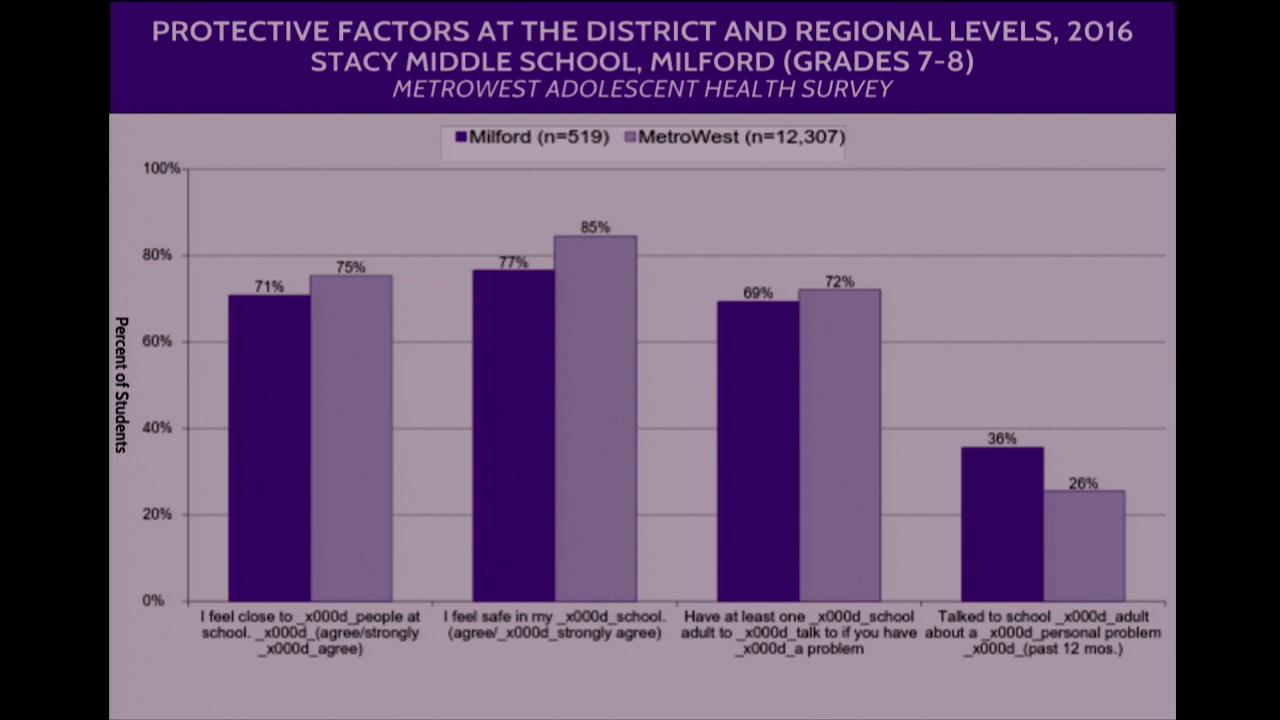 PROTECTIVE FACTORS AT THE DISTRICT AND REGIONAL LEVELS, 2016
STACY MIDDLE SCHOOL, MILFORD (GRADES 7-8)
METROWEST ADOLESCENT HEALTH SURVEY
Milford (n=519) MetroWest (n=12,307)
100%
80%
60%
40%
20%
0%
Percent of Students
71% 75%
77% 85%
69% 72%
36% 26%
I feel close to _x000d_people at
school. _x000d_(agree/strongly
_x000d_agree)
I feel safe in my _x000d_school.
(agree/_x000d_strongly agree)
Have at least one _x000d_school
adult to _x000d_talk to if you have
_x000d_a problem
Talked to school _x000d_adult
about a _x000d_personal problem
_x000d_(past 12 mos.)